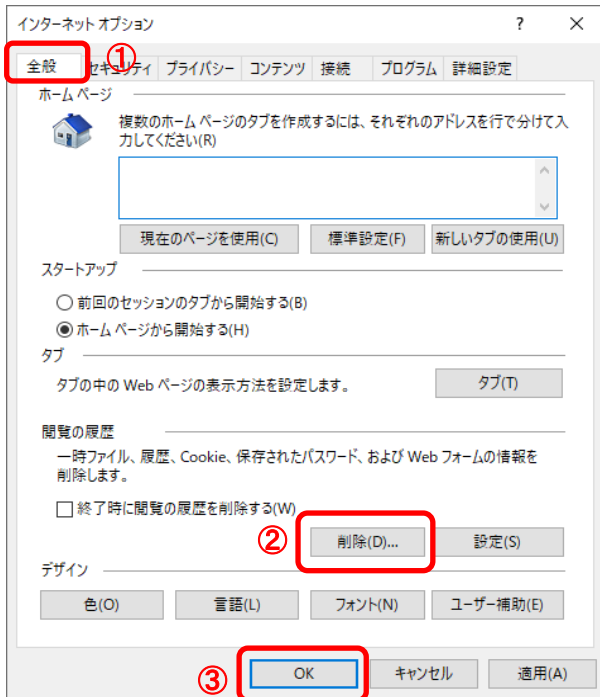 インターネット オプション ? ×
①
全般 セキュリティ プライバシー コンテンツ 接続 プログラム 詳細設定
ホーム ページ
複数のホーム ページのタブを作成するには、それぞれのアドレスを行で分けて入
力してください(R)
現在のページを使用(C) 標準設定(F) 新しいタブの使用(U)
スタートアップ
前回のセッションのタブから開始する(B)
ホーム ページから開始する(H)
タブ
タブの中の Web ページの表示方法を設定します。 タブ(T)
閲覧の履歴
一時ファイル、履歴、Cookie、保存されたパスワード、および Web フォームの情報を
削除します。
終了時に閲覧の履歴を削除する(W)
② 削除(D)... 設定(S)
デザイン
色(O) 言語(L) フォント(N) ユーザー補助(E)
③ OK キャンセル 適用(A)